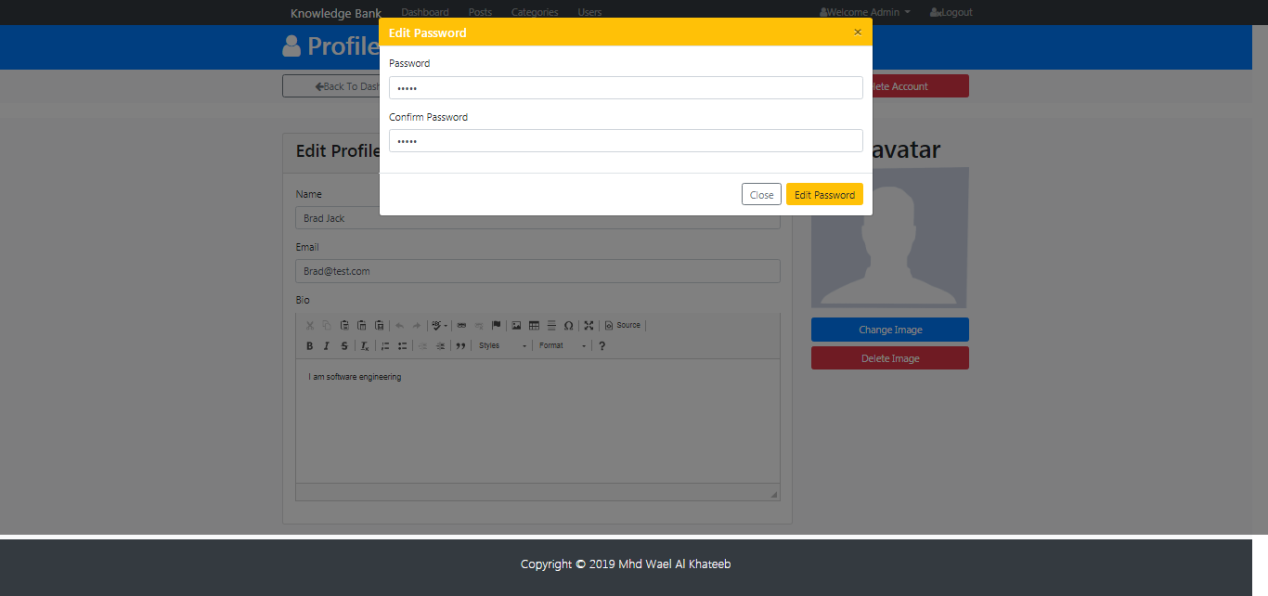 Knowledge Bank Dashboard Posts Categories Users Welcome Admin Logout
Edit Password ×
Profile
Password
•••••
Back To Dash
lete Account
Confirm Password
•••••
Edit Profile
avatar
Close Edit Password
Name
Brad Jack
Email
Brad@test.com
Bio
Source
B I S Ix Styles Format ?
I am software engineering
Change Image
Delete Image
Copyright © 2019 Mhd Wael Al Khateeb